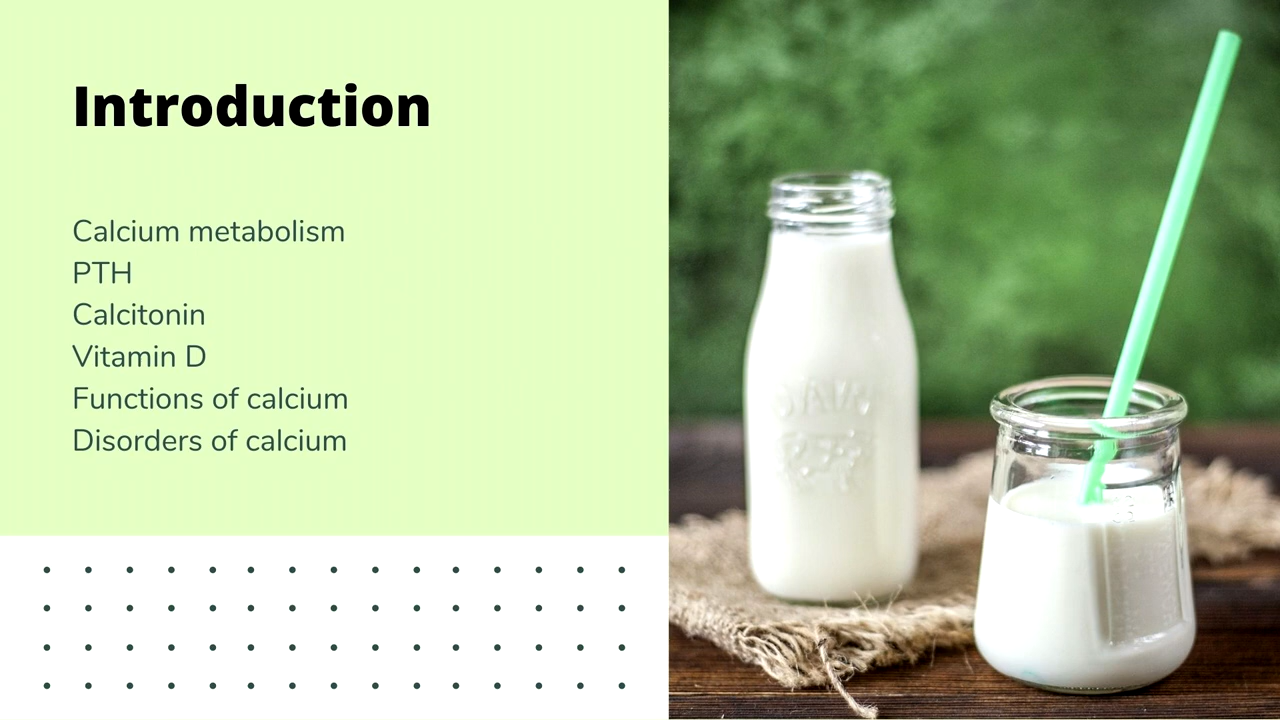 Introduction
Calcium metabolism
PTH
Calcitonin
Vitamin D
Functions of calcium
Disorders of calcium